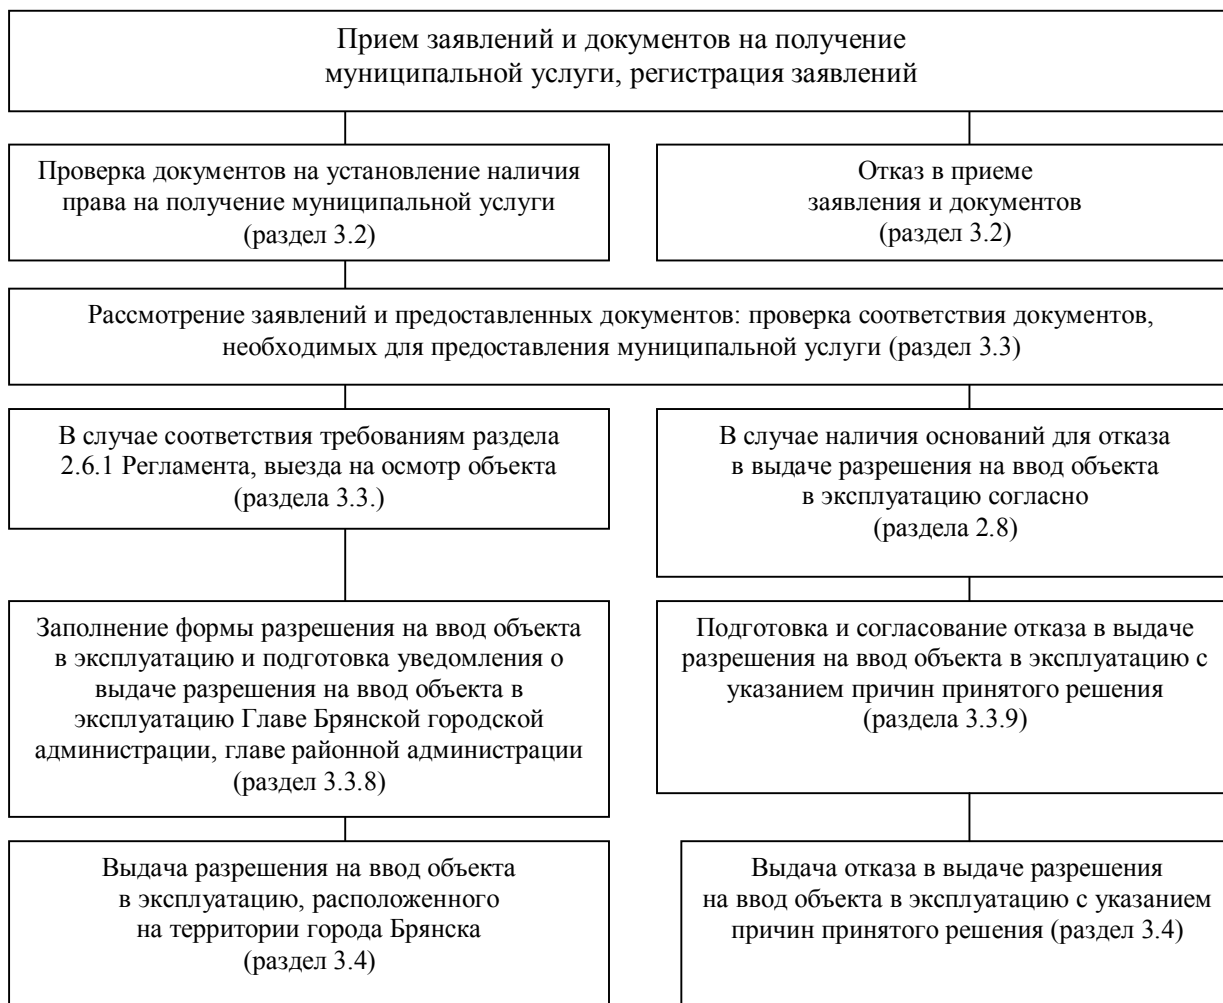 Прием заявлений и документов на получение
муниципальной услуги, регистрация заявлений
Проверка документов на установление наличия
права на получение муниципальной услуги
(раздел 3.2)
Отказ в приеме
заявления и документов
(раздел 3.2)
Рассмотрение заявлений и предоставленных документов: проверка соответствия документов,
необходимых для предоставления муниципальной услуги (раздел 3.3)
В случае соответствия требованиям раздела
2.6.1 Регламента, выезда на осмотр объекта
(раздела 3.3.)
В случае наличия оснований для отказа
в выдаче разрешения на ввод объекта
в эксплуатацию согласно
(раздела 2.8)
Заполнение формы разрешения на ввод объекта
в эксплуатацию и подготовка уведомления о
выдаче разрешения на ввод объекта в
эксплуатацию Главе Брянской городской
администрации, главе районной администрации
(раздел 3.3.8)
Подготовка и согласование отказа в выдаче
разрешения на ввод объекта в эксплуатацию с
указанием причин принятого решения
(раздела 3.3.9)
Выдача разрешения на ввод объекта
в эксплуатацию, расположенного
на территории города Брянска
(раздел 3.4)
Выдача отказа в выдаче разрешения
на ввод объекта в эксплуатацию с указанием
причин принятого решения (раздел 3.4)